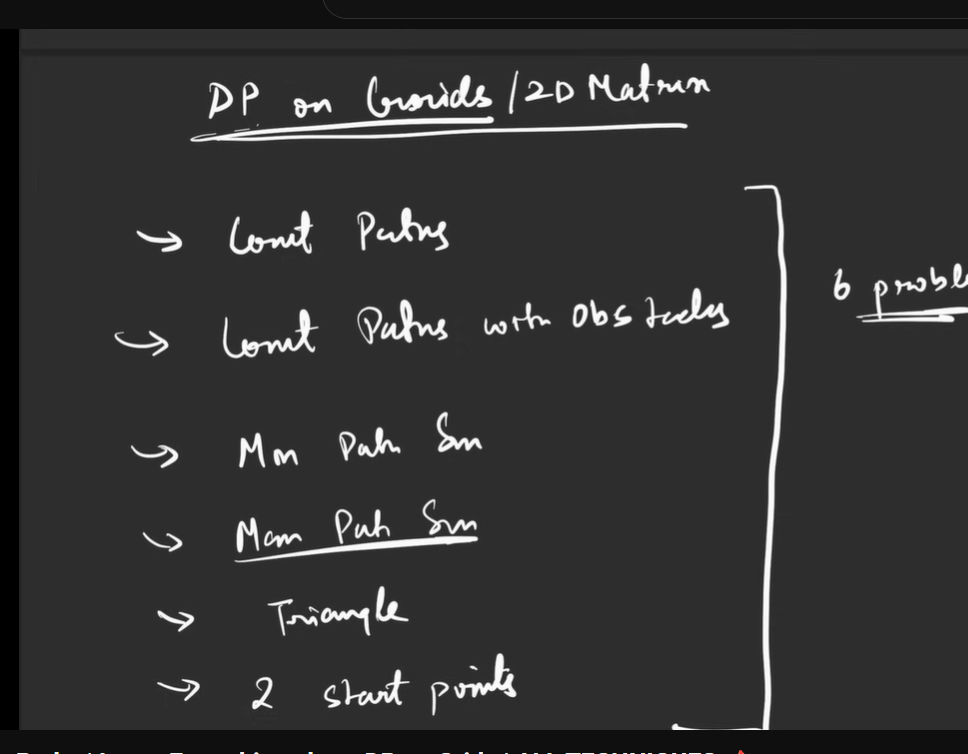 DP on Grids / 2D Matrix
→ Count Paths
→ Count Paths with Obstacles
→ Min Path Sum
→ Max Path Sum
→ Triangle
→ 2 start points
6 proble